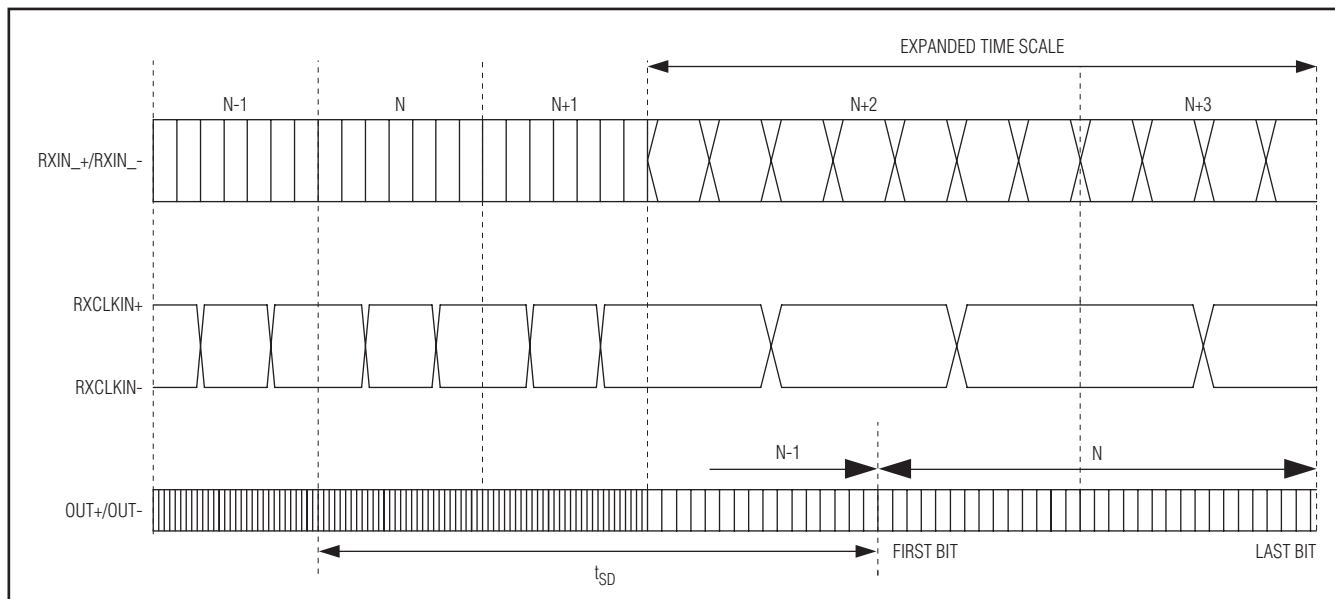 EXPANDED TIME SCALE
N-1 N N+1 N+2 N+3
RXIN_+/RXIN_-
RXCLKIN+
RXCLKIN-
N-1 N
OUT+/OUT-
FIRST BIT LAST BIT
tSD